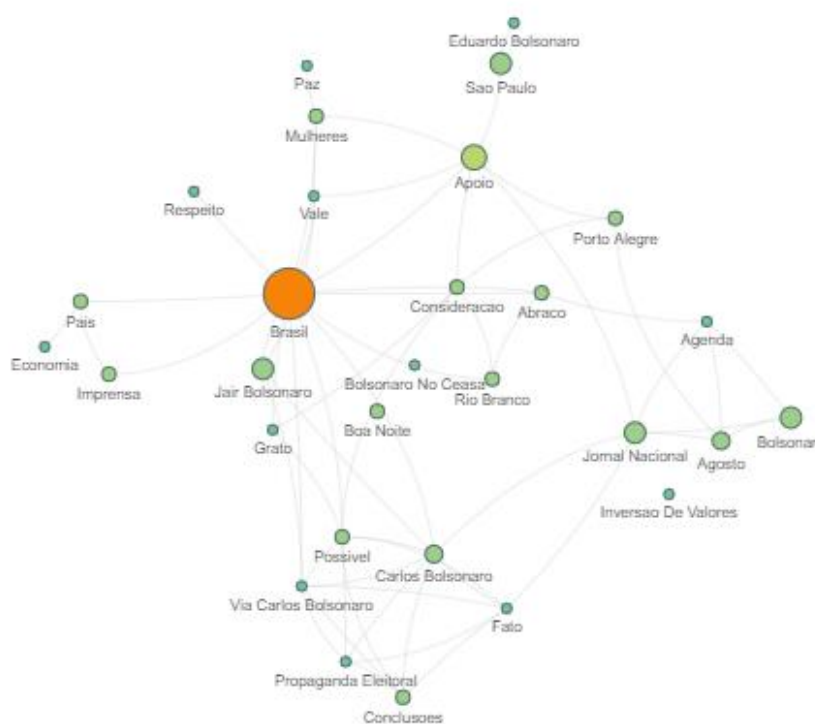 Eduardo Bolsonaro
Paz
Sao Paulo
Mulheres
Apoio
Respeito
Vale
Porto Alegre
Consideracao
Abraco
Pais
Brasil
Agenda
Economia
Imprensa
Jair Bolsonaro
Bolsonaro No Ceasa
Rio Branco
Grato
Boa Noite
Jornal Nacional
Agosto
Bolsonar
Inversao De Valores
Possivel
Carlos Bolsonaro
Via Carlos Bolsonaro
Fato
Propaganda Eleitoral
Conclusoes